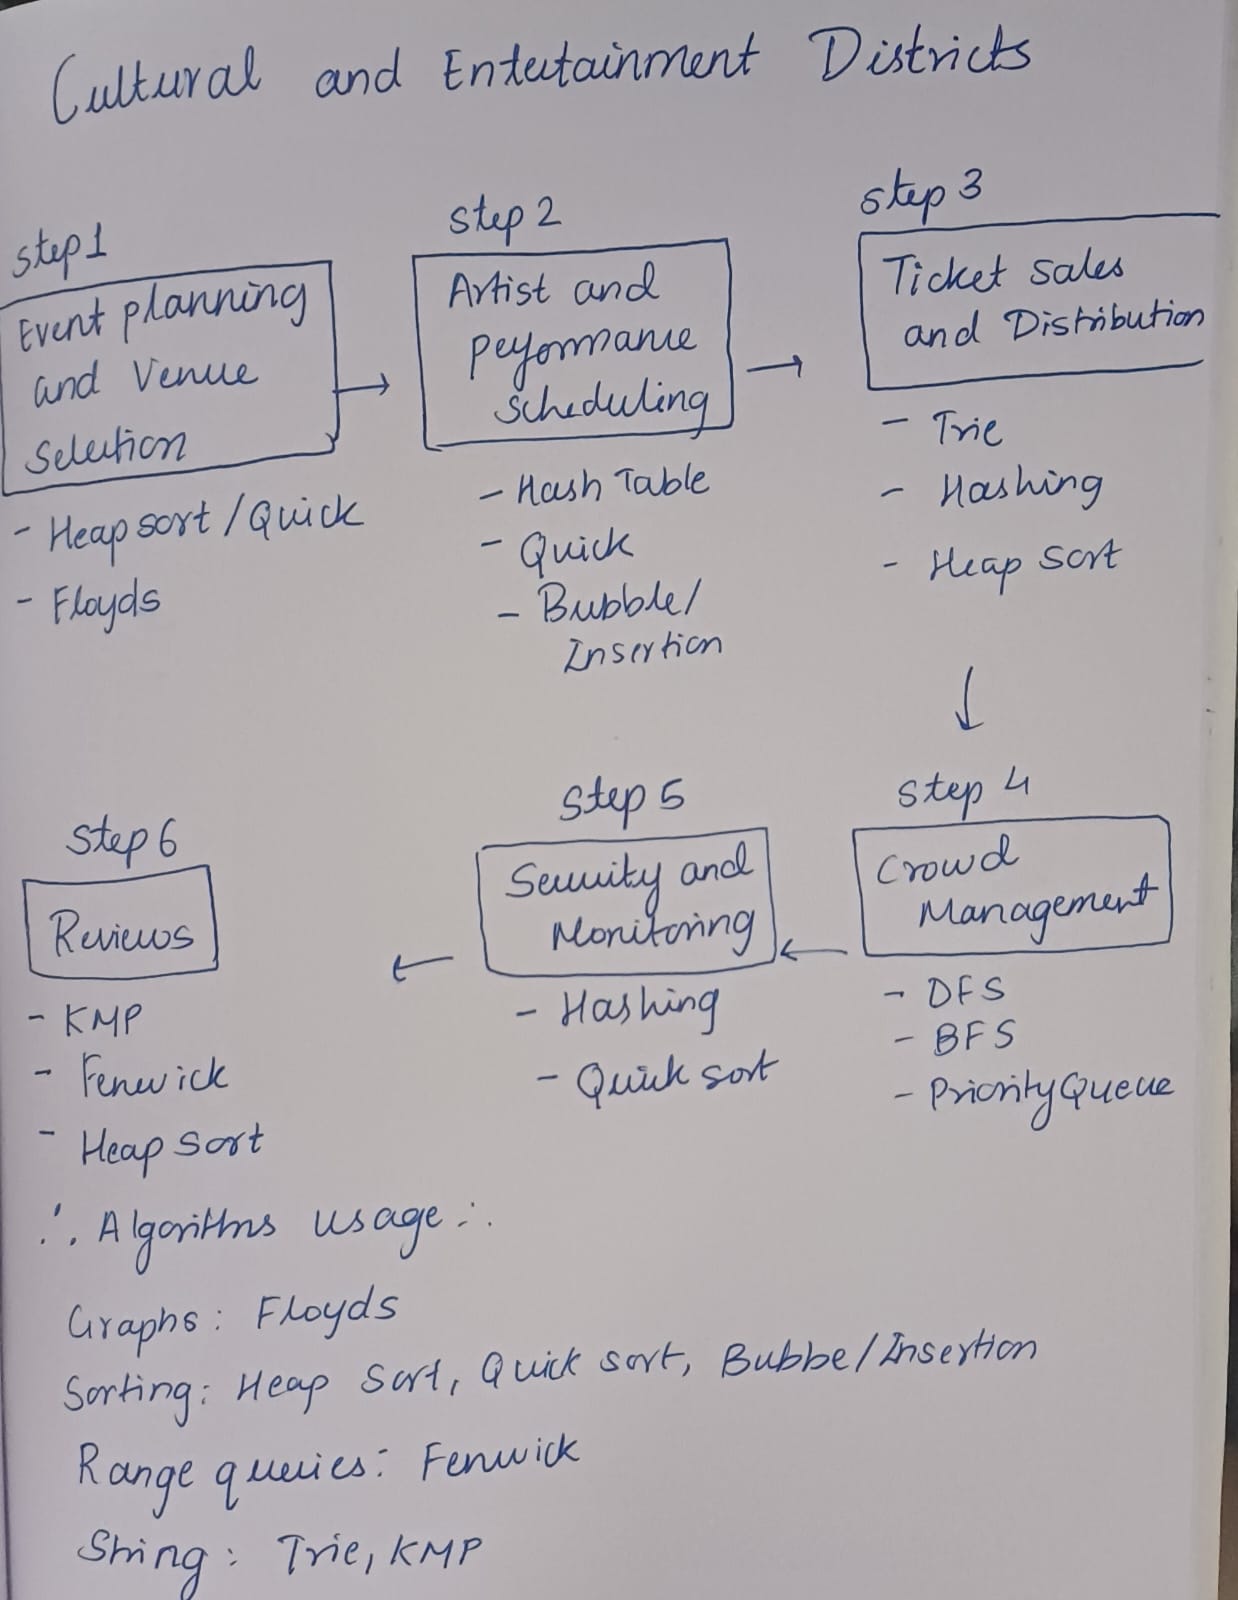 Cultural and Entertainment Districts
Step 1
Event planning
and Venue
Selection
- Heap sort / Quick
- Floyds
Step 2
Artist and
performance
scheduling
- Hash Table
- Quick
- Bubble/
Insertion
Step 3
Ticket sales
and Distribution
- Trie
- Hashing
- Heap Sort
Step 4
Crowd
Management
- DFS
- BFS
- Priority Queue
Step 5
Security and
Monitoring
- Hashing
- Quick sort
Step 6
Reviews
- KMP
- Fenwick
- Heap Sort
∴ Algorithms usage ∴
Graphs: Floyds
Sorting: Heap Sort, Quick sort, Bubbe/Insertion
Range queries: Fenwick
String: Trie, KMP